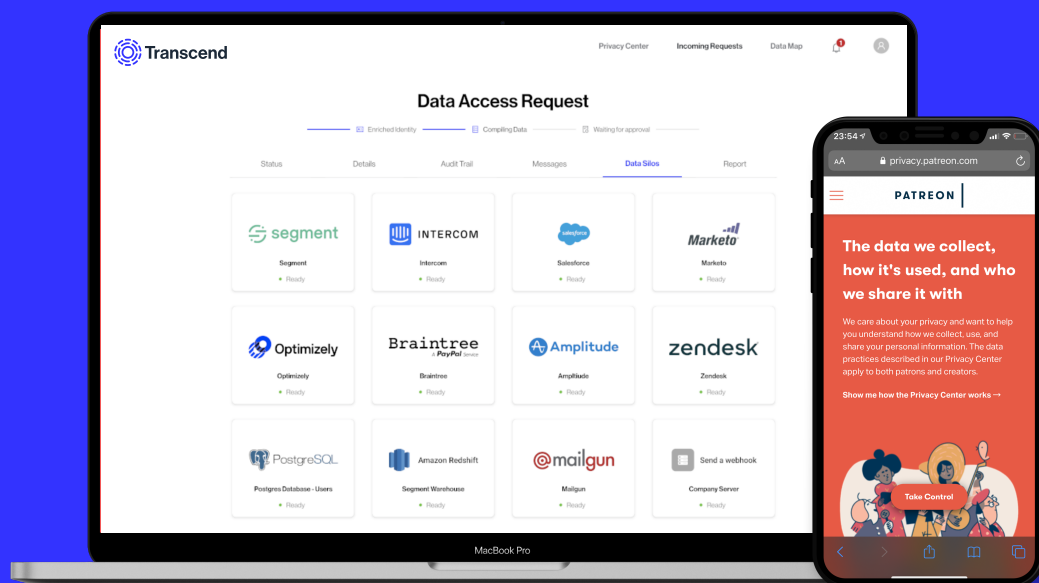 Transcend
Privacy Center
Incoming Requests
Data Map
1
Data Access Request
Enriched Identity
Compiling Data
Waiting for approval
Status
Details
Audit Trail
Messages
Data Silos
Report
segment
INTERCOM
salesforce
Marketo
Segment
Intercom
Salesforce
Marketo
Ready
Ready
Ready
Ready
Optimizely
Braintree
A PayPal Service
Amplitude
zendesk
Optimizely
Braintree
Amplitude
Zendesk
Ready
Ready
Ready
Ready
PostgreSQL
Amazon Redshift
@mailgun
Send a webhook
Postgres Database - Users
Segment Warehouse
Mailgun
Company Server
Ready
Ready
Ready
Ready
MacBook Pro
23:54
AA
privacy.patreon.com
PATREON
The data we collect,
how it's used, and who
we share it with
We care about your privacy and want to help
you understand how we collect, use, and
share your personal information. The data
practices described in our Privacy Center
apply to both patrons and creators.
Show me how the Privacy Center works →
Take Control